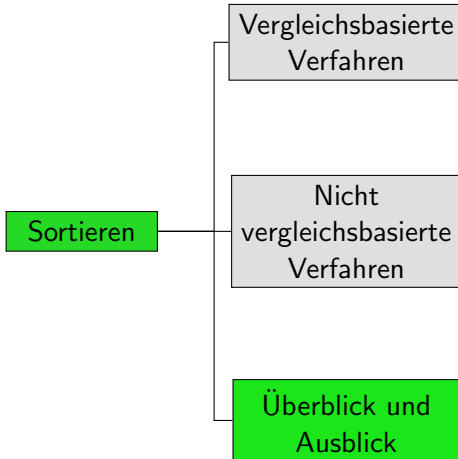 Vergleichsbasierte
Verfahren
Sortieren
Nicht
vergleichsbasierte
Verfahren
Überblick und
Ausblick